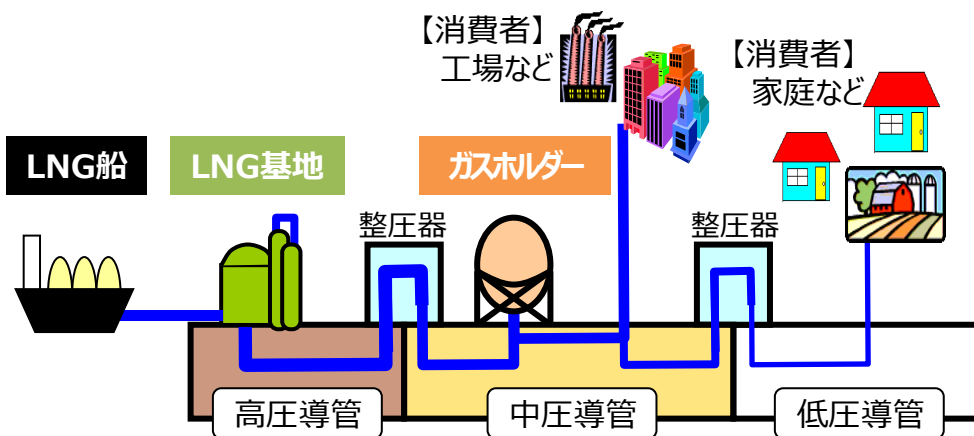 【消費者】
工場など
【消費者】
家庭など
LNG船
LNG基地
ガスホルダー
整圧器
整圧器
高圧導管
中圧導管
低圧導管